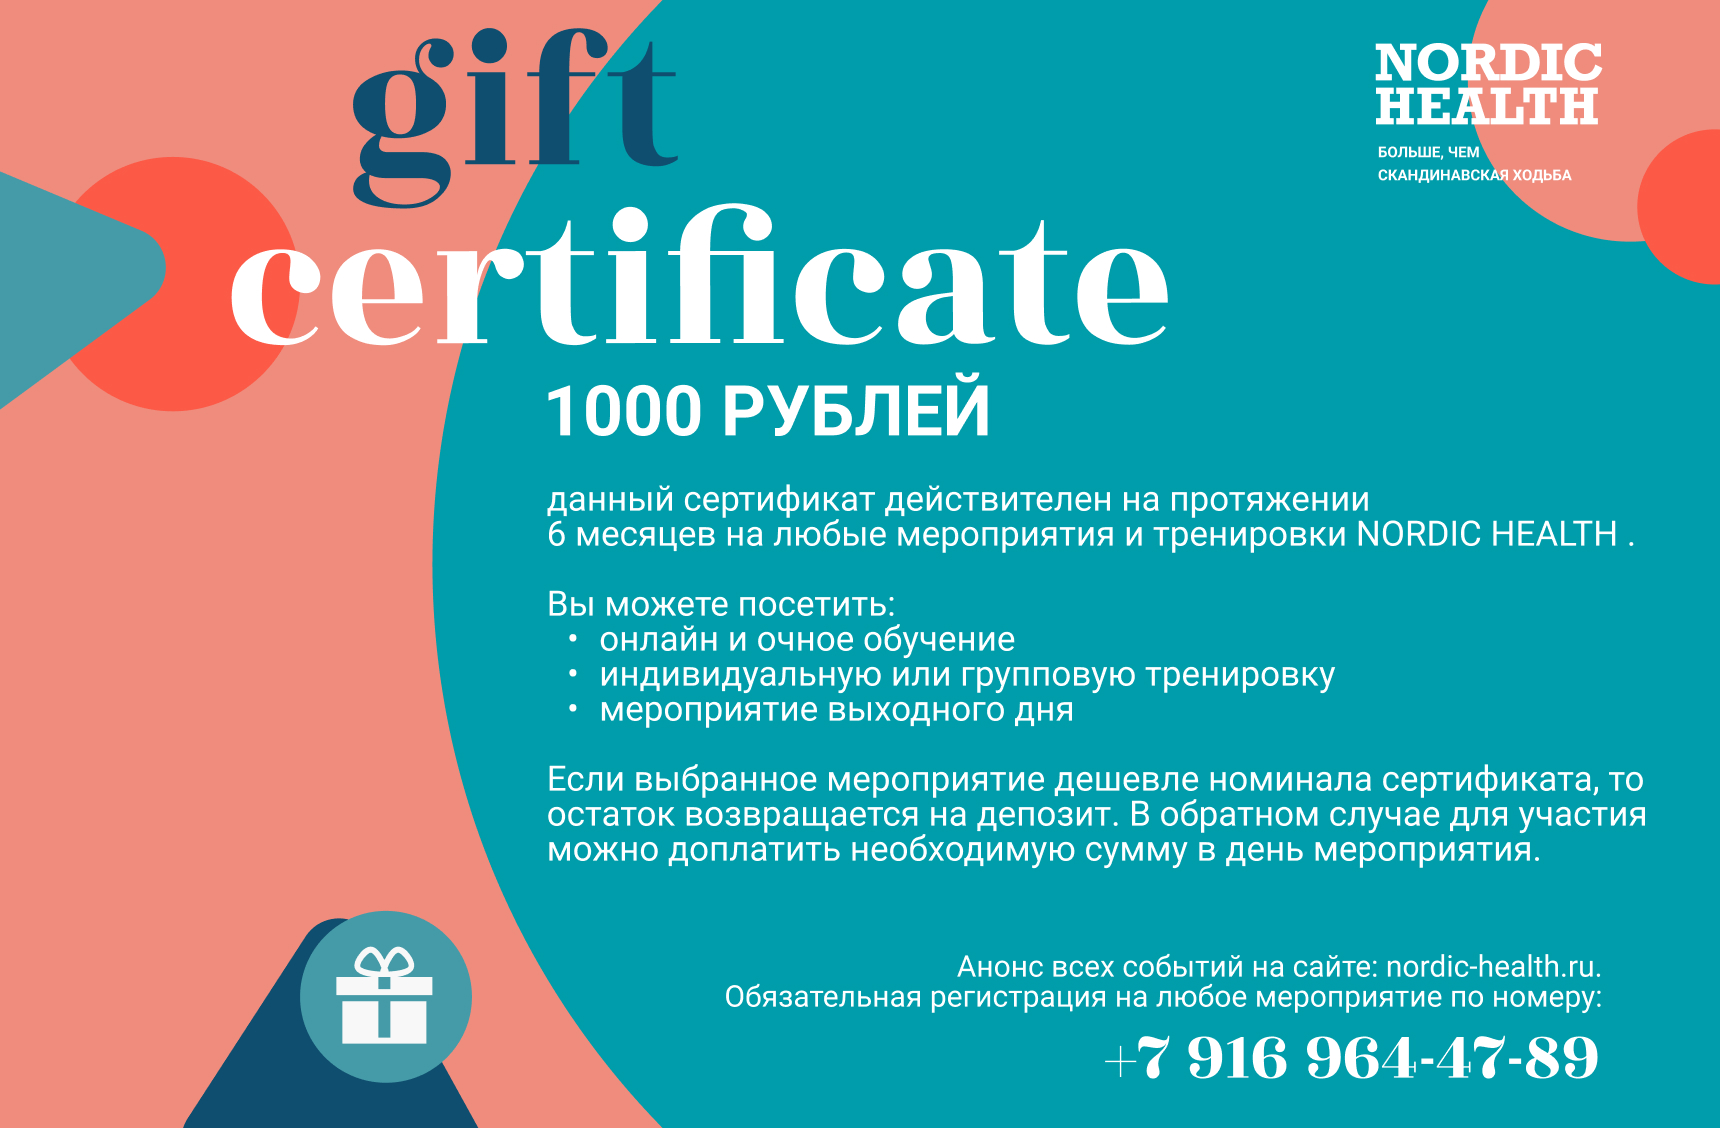 gift
certificate
NORDIC
HEALTH
БОЛЬШЕ, ЧЕМ
СКАНДИНАВСКАЯ ХОДЬБА
1000 РУБЛЕЙ
данный сертификат действителен на протяжении
6 месяцев на любые мероприятия и тренировки NORDIC HEALTH .
Вы можете посетить:
• онлайн и очное обучение
• индивидуальную или групповую тренировку
• мероприятие выходного дня
Если выбранное мероприятие дешевле номинала сертификата, то
остаток возвращается на депозит. В обратном случае для участия
можно доплатить необходимую сумму в день мероприятия.
Анонс всех событий на сайте: nordic-health.ru.
Обязательная регистрация на любое мероприятие по номеру:
+7 916 964-47-89